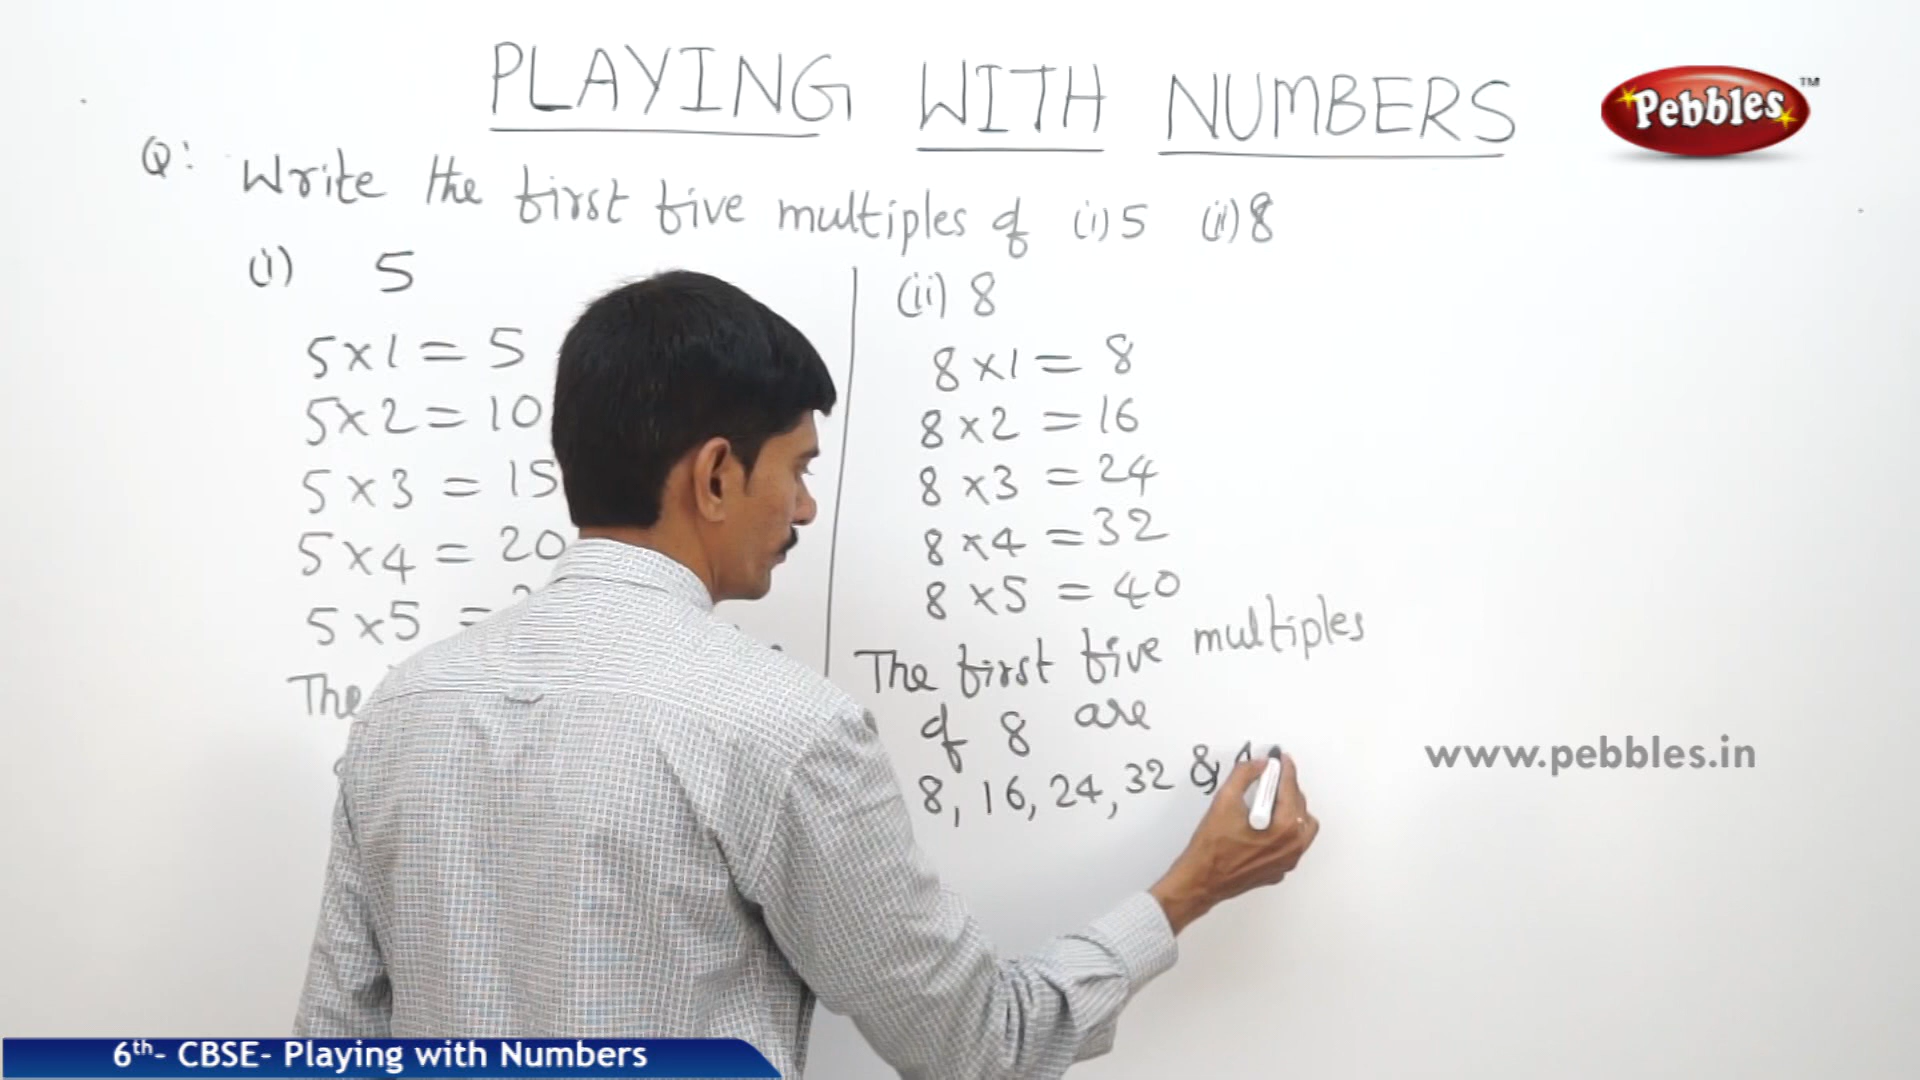 PLAYING WITH NUMBERS
Pebbles™
Q: Write the first five multiples of (i) 5 (ii) 8
(i) 5
5 x 1 = 5
5 x 2 = 10
5 x 3 = 15
5 x 4 = 20
5 x 5 =
The
(ii) 8
8 x 1 = 8
8 x 2 = 16
8 x 3 = 24
8 x 4 = 32
8 x 5 = 40
The first five multiples
of 8 are
8, 16, 24, 32 & 4
www.pebbles.in
6th- CBSE- Playing with Numbers